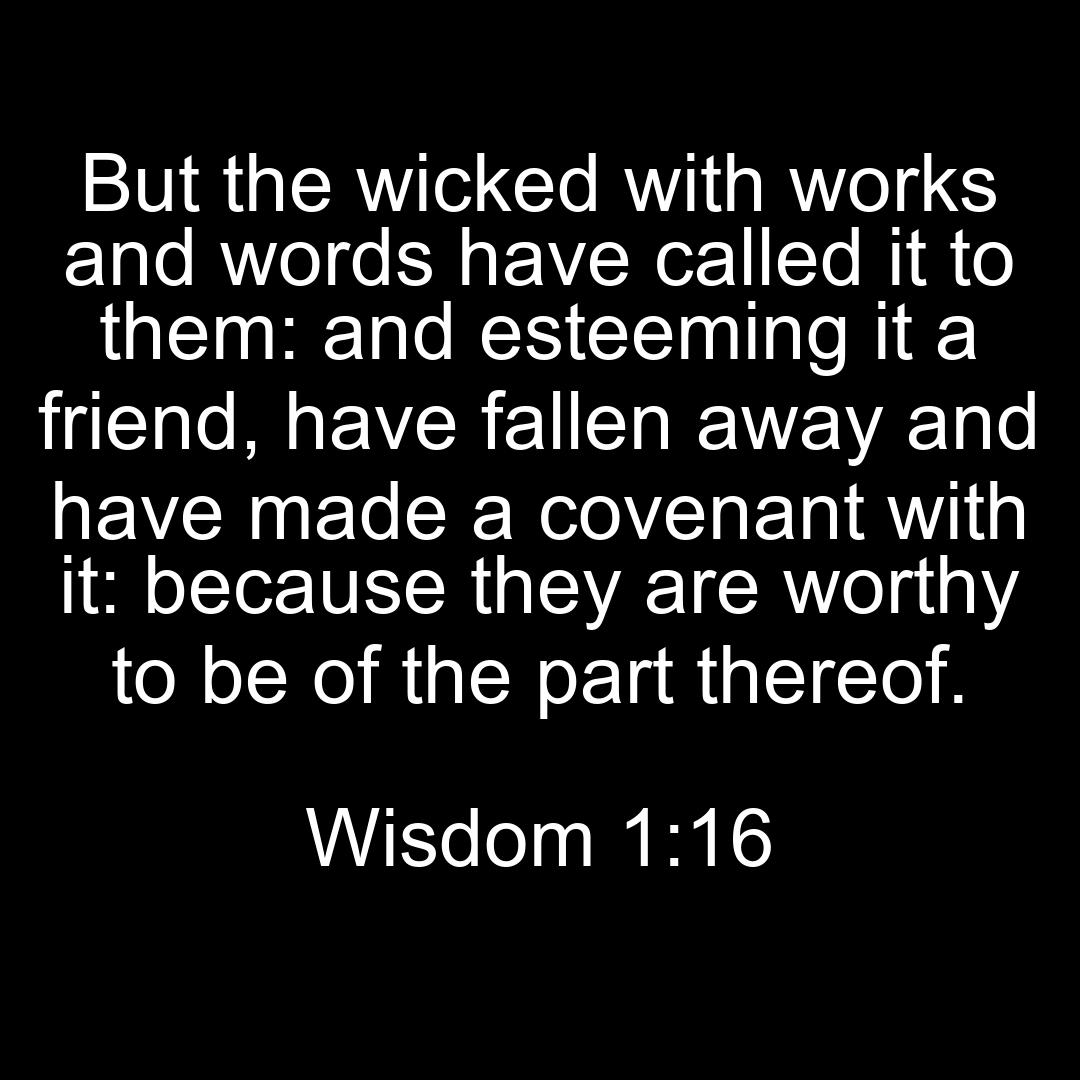 But the wicked with works
and words have called it to
them: and esteeming it a
friend, have fallen away and
have made a covenant with
it: because they are worthy
to be of the part thereof.
Wisdom 1:16